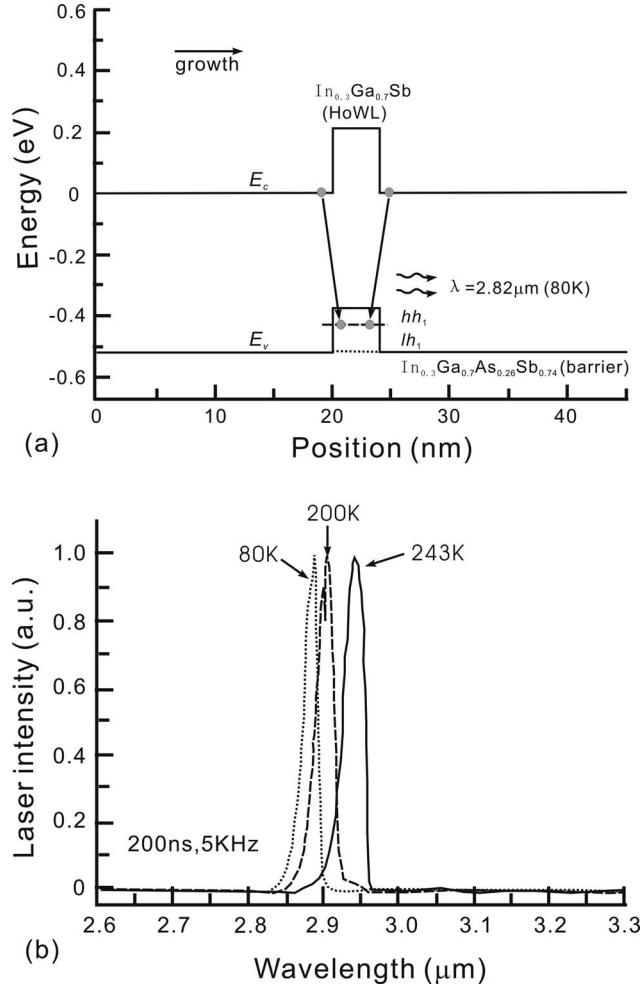 0.6
0.4
0.2
0
-0.2
-0.4
-0.6
Energy (eV)
growth
In0.3Ga0.7Sb
(HoWL)
Ec
Ev
λ =2.82μm (80K)
hh1
lh1
In0.3Ga0.7As0.26Sb0.74 (barrier)
0 10 20 30 40
Position (nm)
(a)
200K
80K
243K
1.0
0.8
0.6
0.4
0.2
0
Laser intensity (a.u.)
200ns,5KHz
2.6 2.7 2.8 2.9 3.0 3.1 3.2 3.3
Wavelength (μm)
(b)